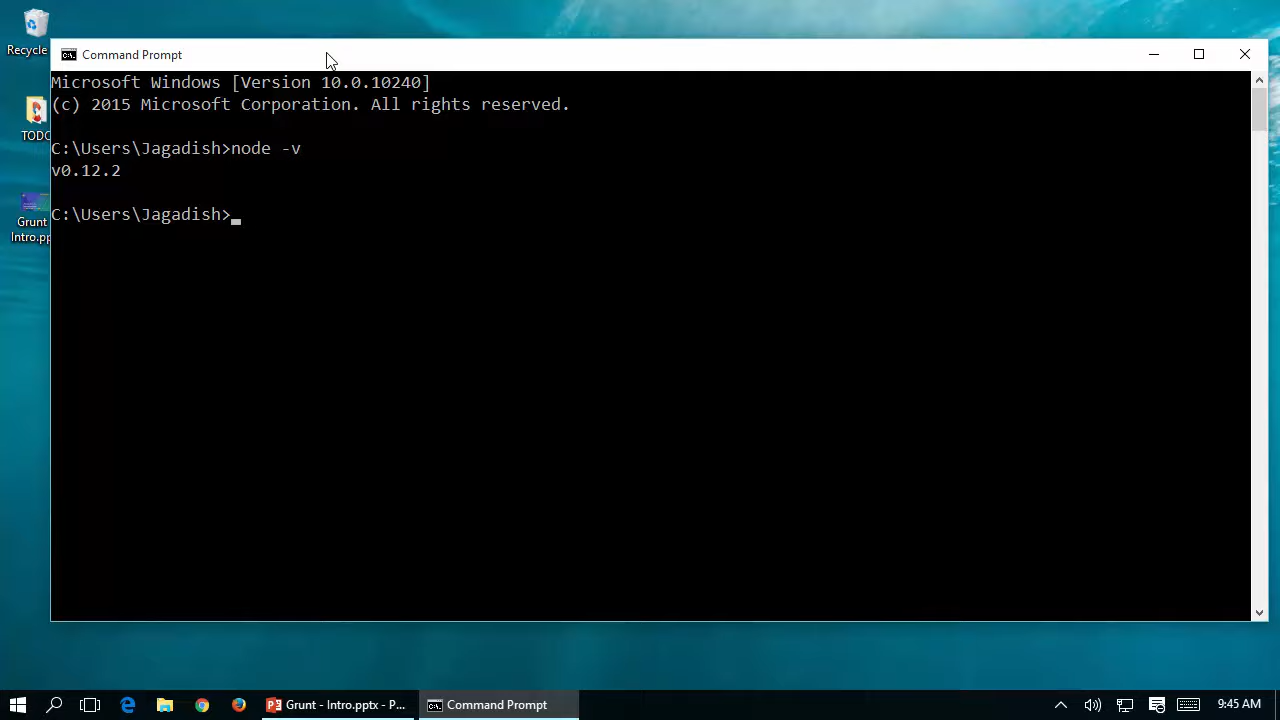 Recycle
Command Prompt
Microsoft Windows [Version 10.0.10240]
(c) 2015 Microsoft Corporation. All rights reserved.
TODO
C:\Users\Jagadish>node -v
v0.12.2
C:\Users\Jagadish>
Grunt
Intro.pp
Grunt - Intro.pptx - P...
Command Prompt
9:45 AM